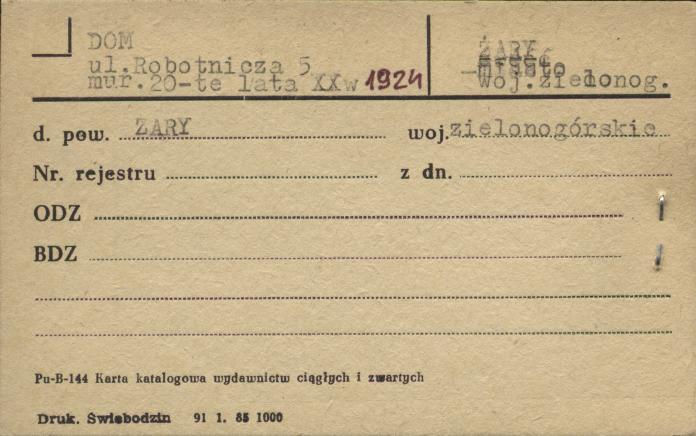 DOM
ul.Robotnicza 5
mur.20-te lata XXw 1924
ŻARY
miasto
woj.zielonog.
d. pow. ŻARY woj. zielonogórskie
Nr. rejestru z dn.
ODZ
BDZ
Pu-B-144 Karta katalogowa wydawnictw ciągłych i zwartych
Druk. Świebodzin 91 1. 85 1000